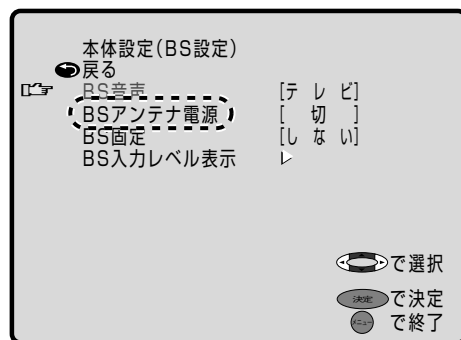 本体設定(BS設定)
戻る
BS音声 [テレビ]
BSアンテナ電源 [ 切 ]
BS固定 [しない]
BS入力レベル表示
で選択
決定 で決定
メニュー で終了